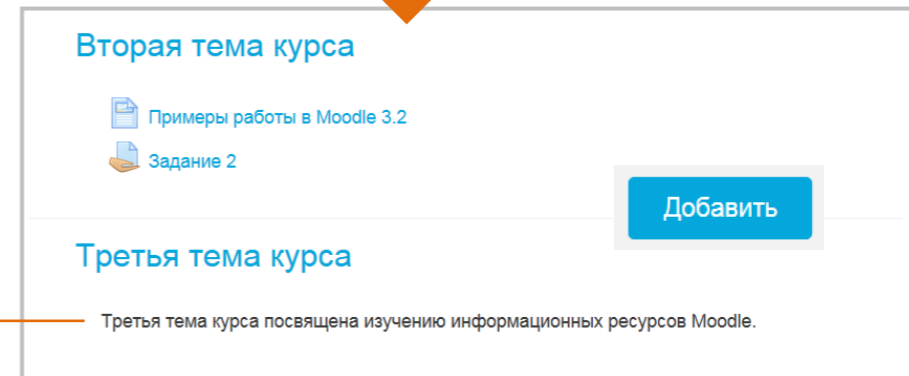 Вторая тема курса
Примеры работы в Moodle 3.2
Задание 2
Добавить
Третья тема курса
Третья тема курса посвящена изучению информационных ресурсов Moodle.